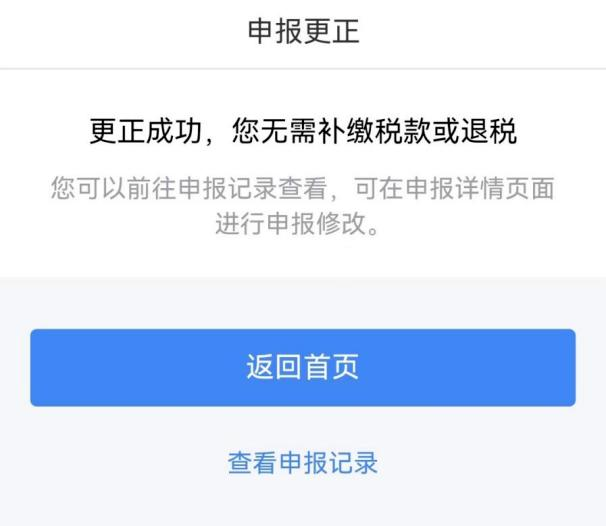 申报更正
更正成功，您无需补缴税款或退税
您可以前往申报记录查看，可在申报详情页面
进行申报修改。
返回首页
查看申报记录